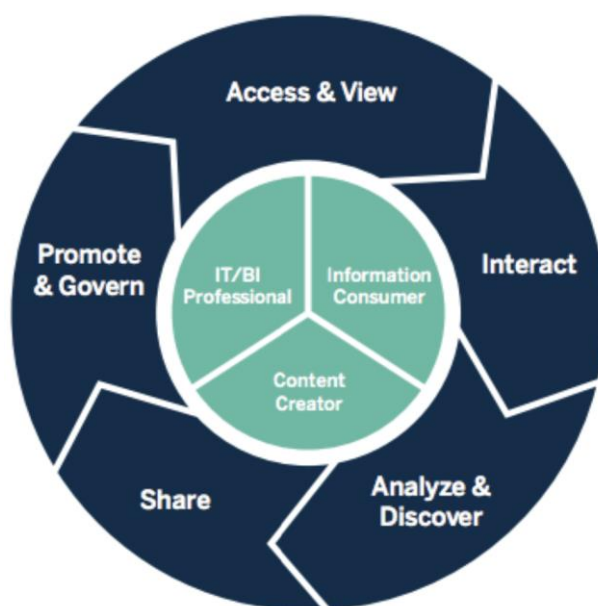 Access & View
Interact
Analyze &
Discover
Share
Promote
& Govern
IT/BI
Professional
Information
Consumer
Content
Creator